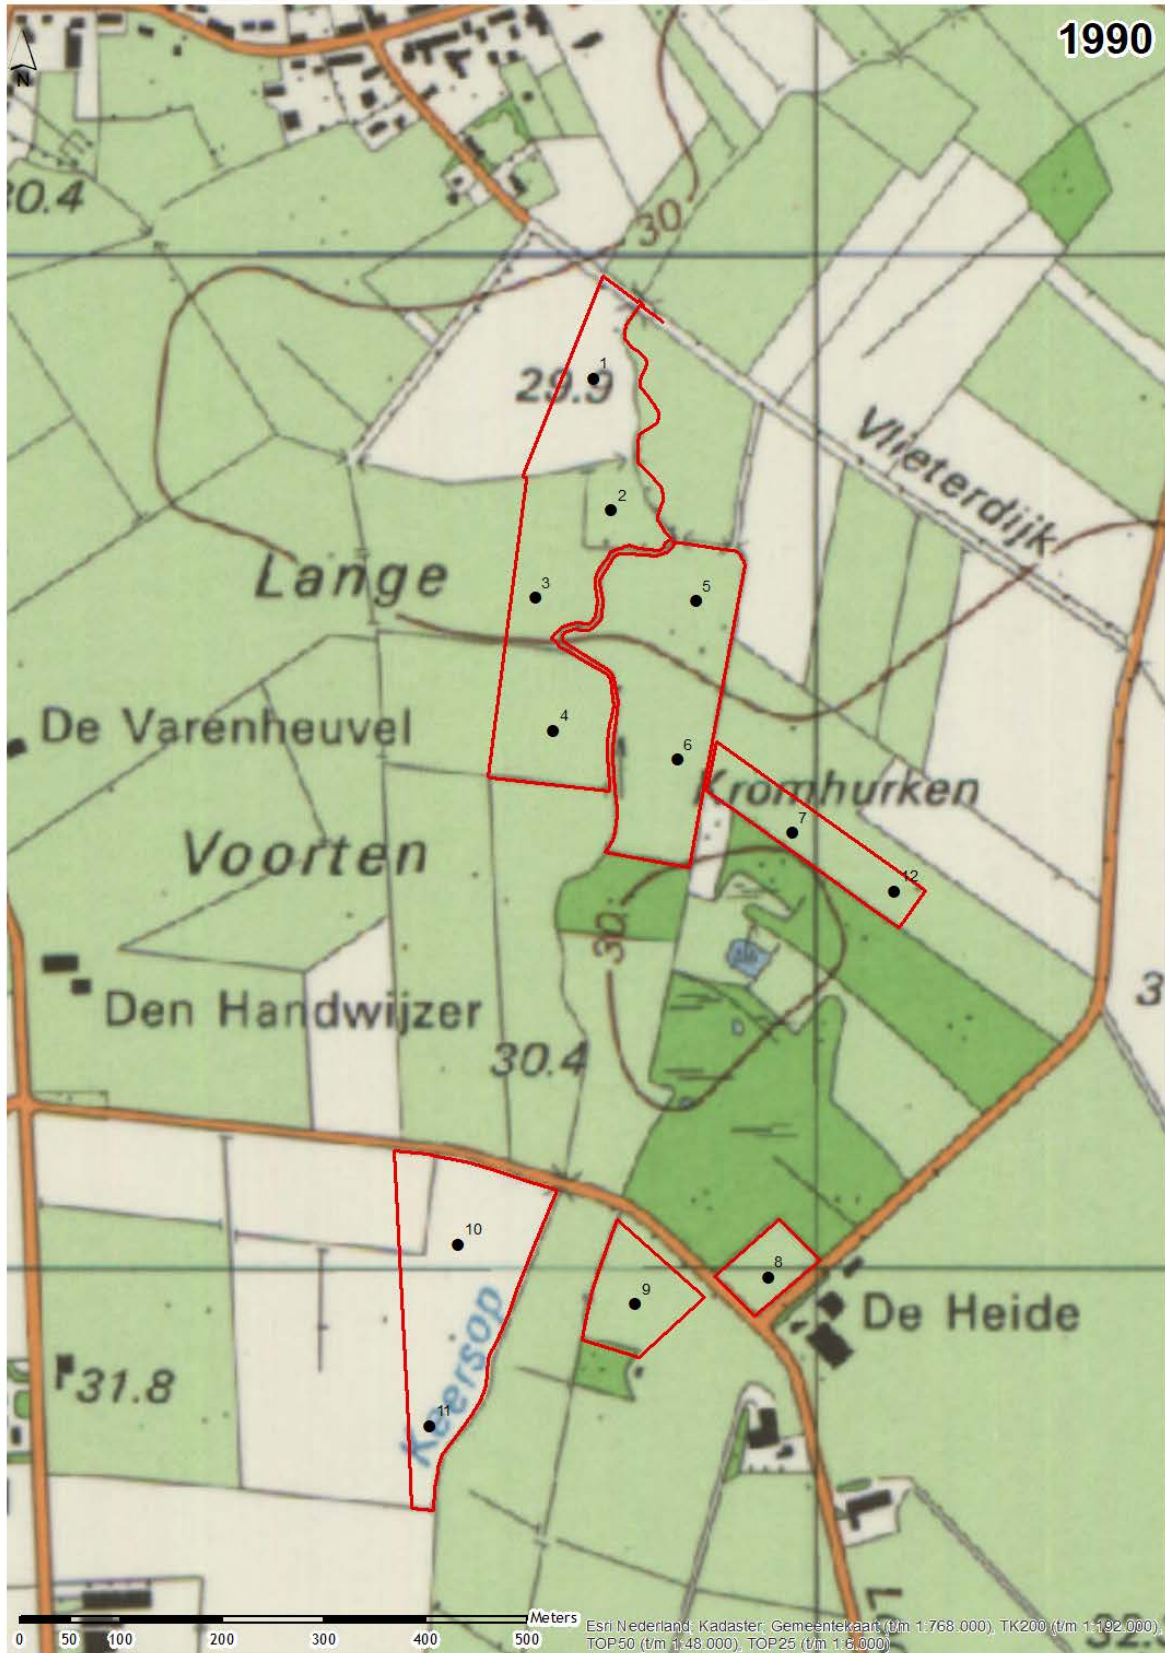 1990
N
30.4
30
1
29.9
Vlieterdijk
2
Lange
3
5
De Varenheuvel
4
6
Kromhurken
7
Voorten
12
30
Den Handwijzer
3
30.4
10
8
9
De Heide
Keersop
31.8
11
Meters
0 50 100 200 300 400 500
Esri Nederland; Kadaster; Gemeentekaart (t/m 1:768.000), TK200 (t/m 1:192.000),
TOP50 (t/m 1:48.000), TOP25 (t/m 1:6.000)